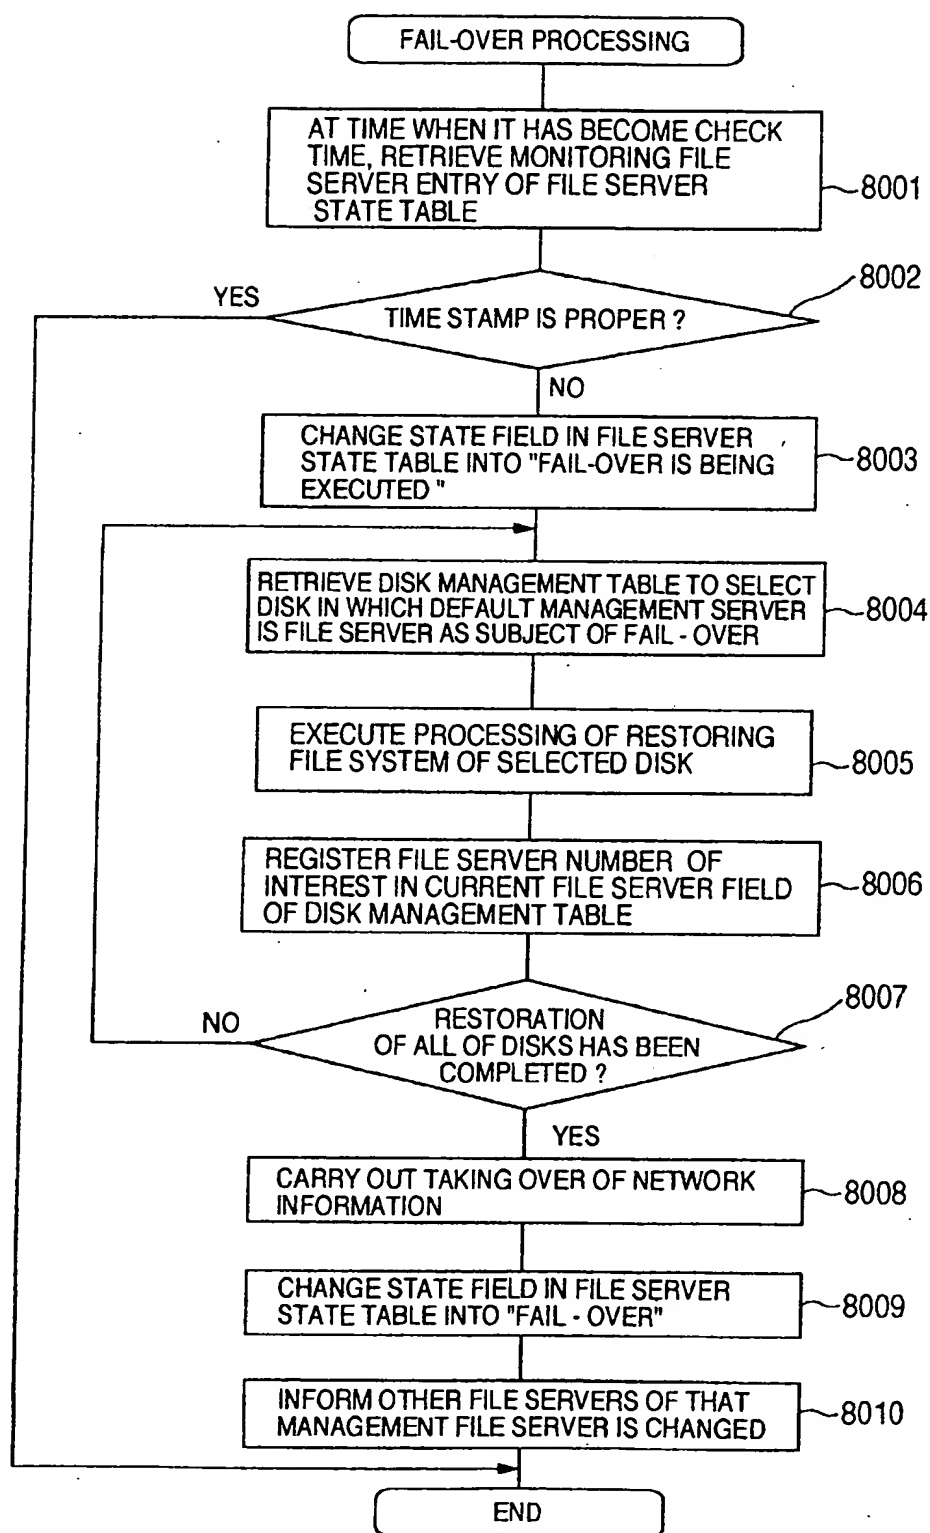 FAIL-OVER PROCESSING
AT TIME WHEN IT HAS BECOME CHECK
TIME, RETRIEVE MONITORING FILE
SERVER ENTRY OF FILE SERVER
STATE TABLE
8001
8002
YES
TIME STAMP IS PROPER ?
NO
CHANGE STATE FIELD IN FILE SERVER
STATE TABLE INTO "FAIL-OVER IS BEING
EXECUTED "
8003
RETRIEVE DISK MANAGEMENT TABLE TO SELECT
DISK IN WHICH DEFAULT MANAGEMENT SERVER
IS FILE SERVER AS SUBJECT OF FAIL - OVER
8004
EXECUTE PROCESSING OF RESTORING
FILE SYSTEM OF SELECTED DISK
8005
REGISTER FILE SERVER NUMBER OF
INTEREST IN CURRENT FILE SERVER FIELD
OF DISK MANAGEMENT TABLE
8006
8007
NO
RESTORATION
OF ALL OF DISKS HAS BEEN
COMPLETED ?
YES
CARRY OUT TAKING OVER OF NETWORK
INFORMATION
8008
CHANGE STATE FIELD IN FILE SERVER
STATE TABLE INTO "FAIL - OVER"
8009
INFORM OTHER FILE SERVERS OF THAT
MANAGEMENT FILE SERVER IS CHANGED
8010
END